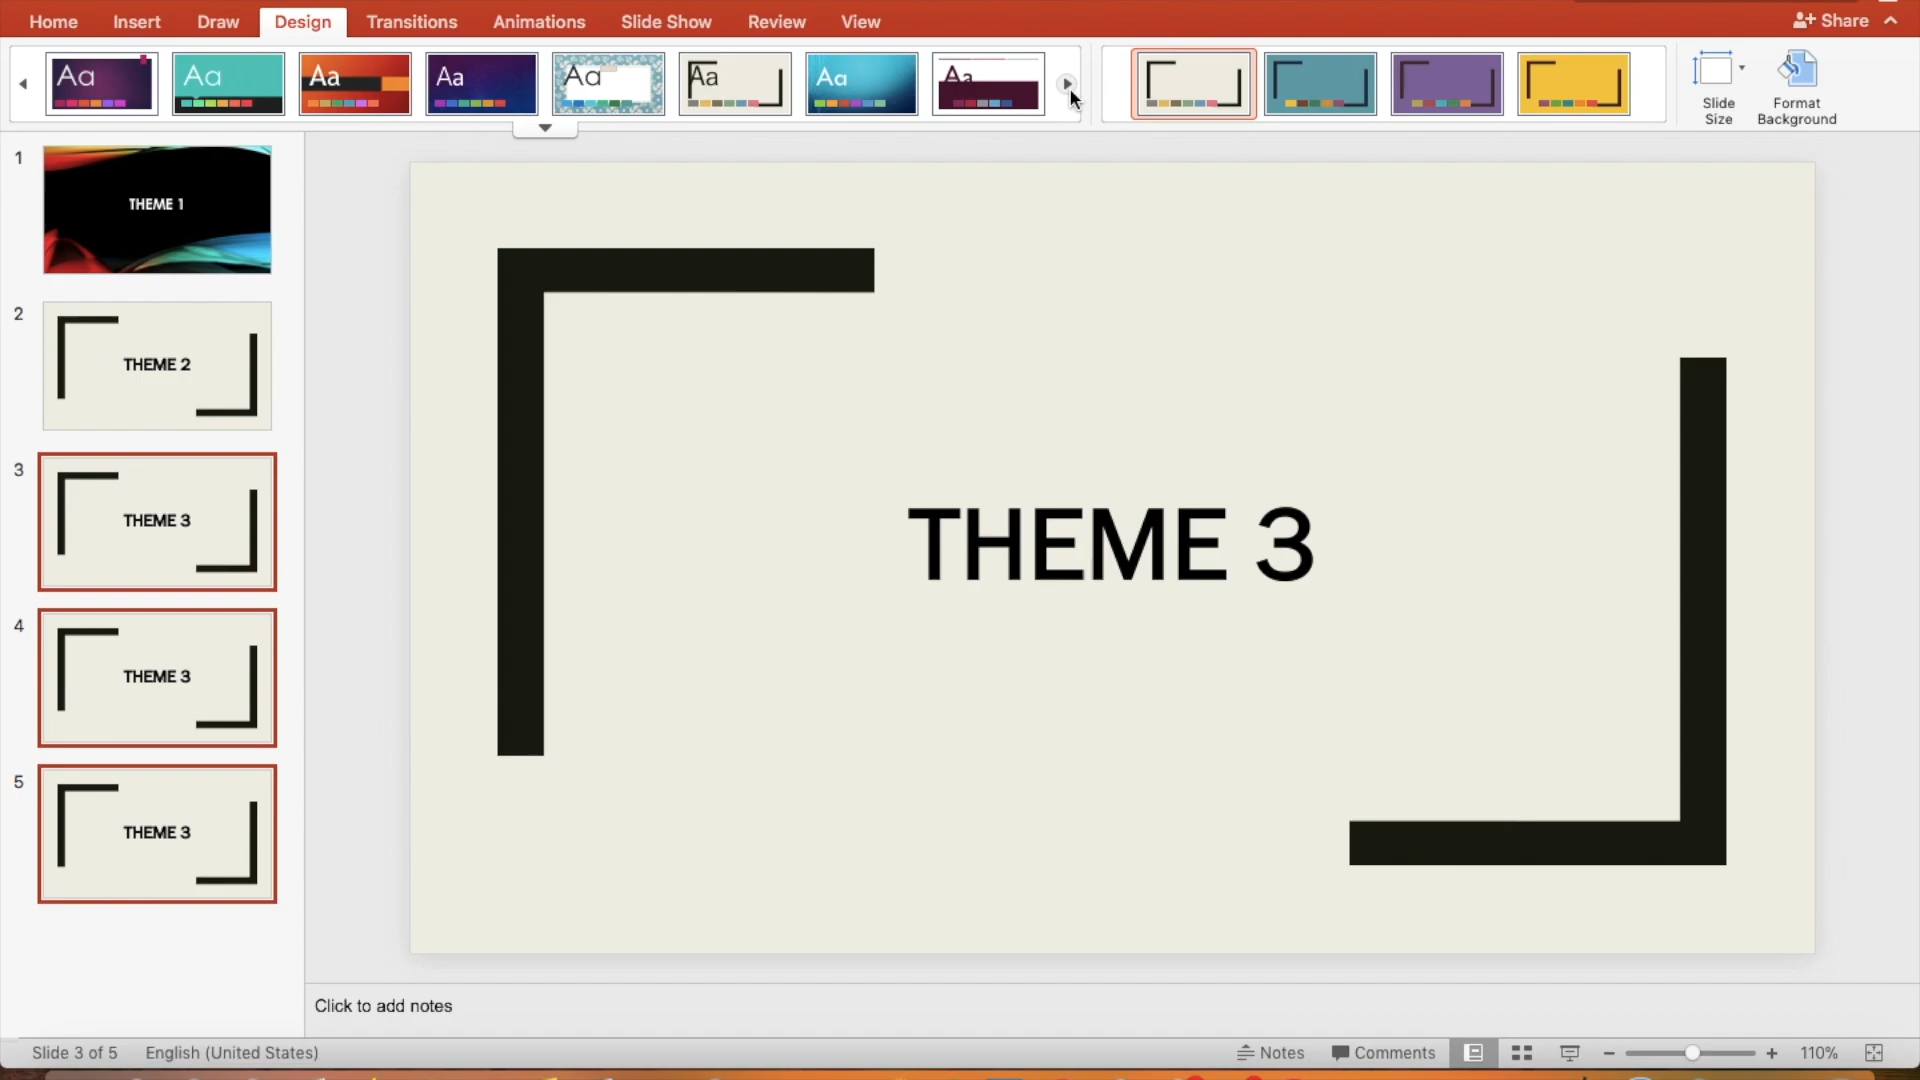 Home Insert Draw Design Transitions Animations Slide Show Review View Share
Aa Aa Aa Aa Aa Aa Aa Aa
Slide Size
Format Background
1
THEME 1
2
THEME 2
3
THEME 3
4
THEME 3
5
THEME 3
THEME 3
Click to add notes
Slide 3 of 5 English (United States) Notes Comments 110%